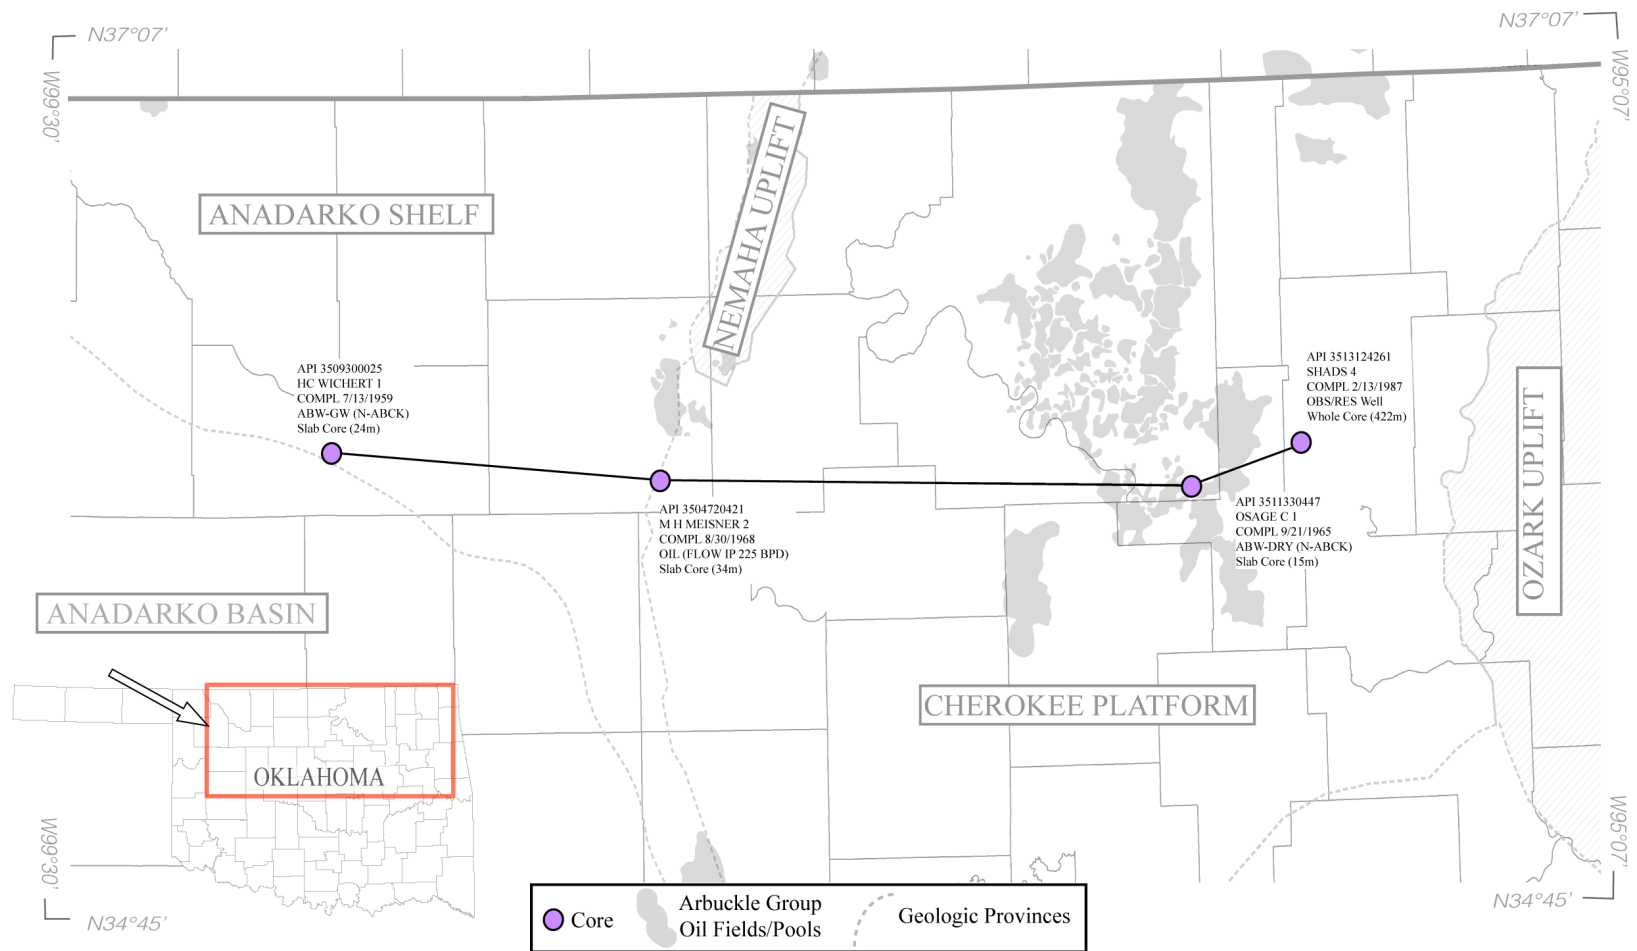 N37°07'
N37°07'
W99°30'
W95°07'
NEMAHA UPLIFT
ANADARKO SHELF
API 3509300025
HC WICHERT 1
COMPL 7/13/1959
ABW-GW (N-ABCK)
Slab Core (24m)
API 3513124261
SHADS 4
COMPL 2/13/1987
OBS/RES Well
Whole Core (422m)
OZARK UPLIFT
API 3504720421
M H MEISNER 2
COMPL 8/30/1968
OIL (FLOW IP 225 BPD)
Slab Core (34m)
API 3511330447
OSAGE C 1
COMPL 9/21/1965
ABW-DRY (N-ABCK)
Slab Core (15m)
ANADARKO BASIN
CHEROKEE PLATFORM
OKLAHOMA
W99°30'
W95°07'
N34°45'
N34°45'
Core
Arbuckle Group
Oil Fields/Pools
Geologic Provinces